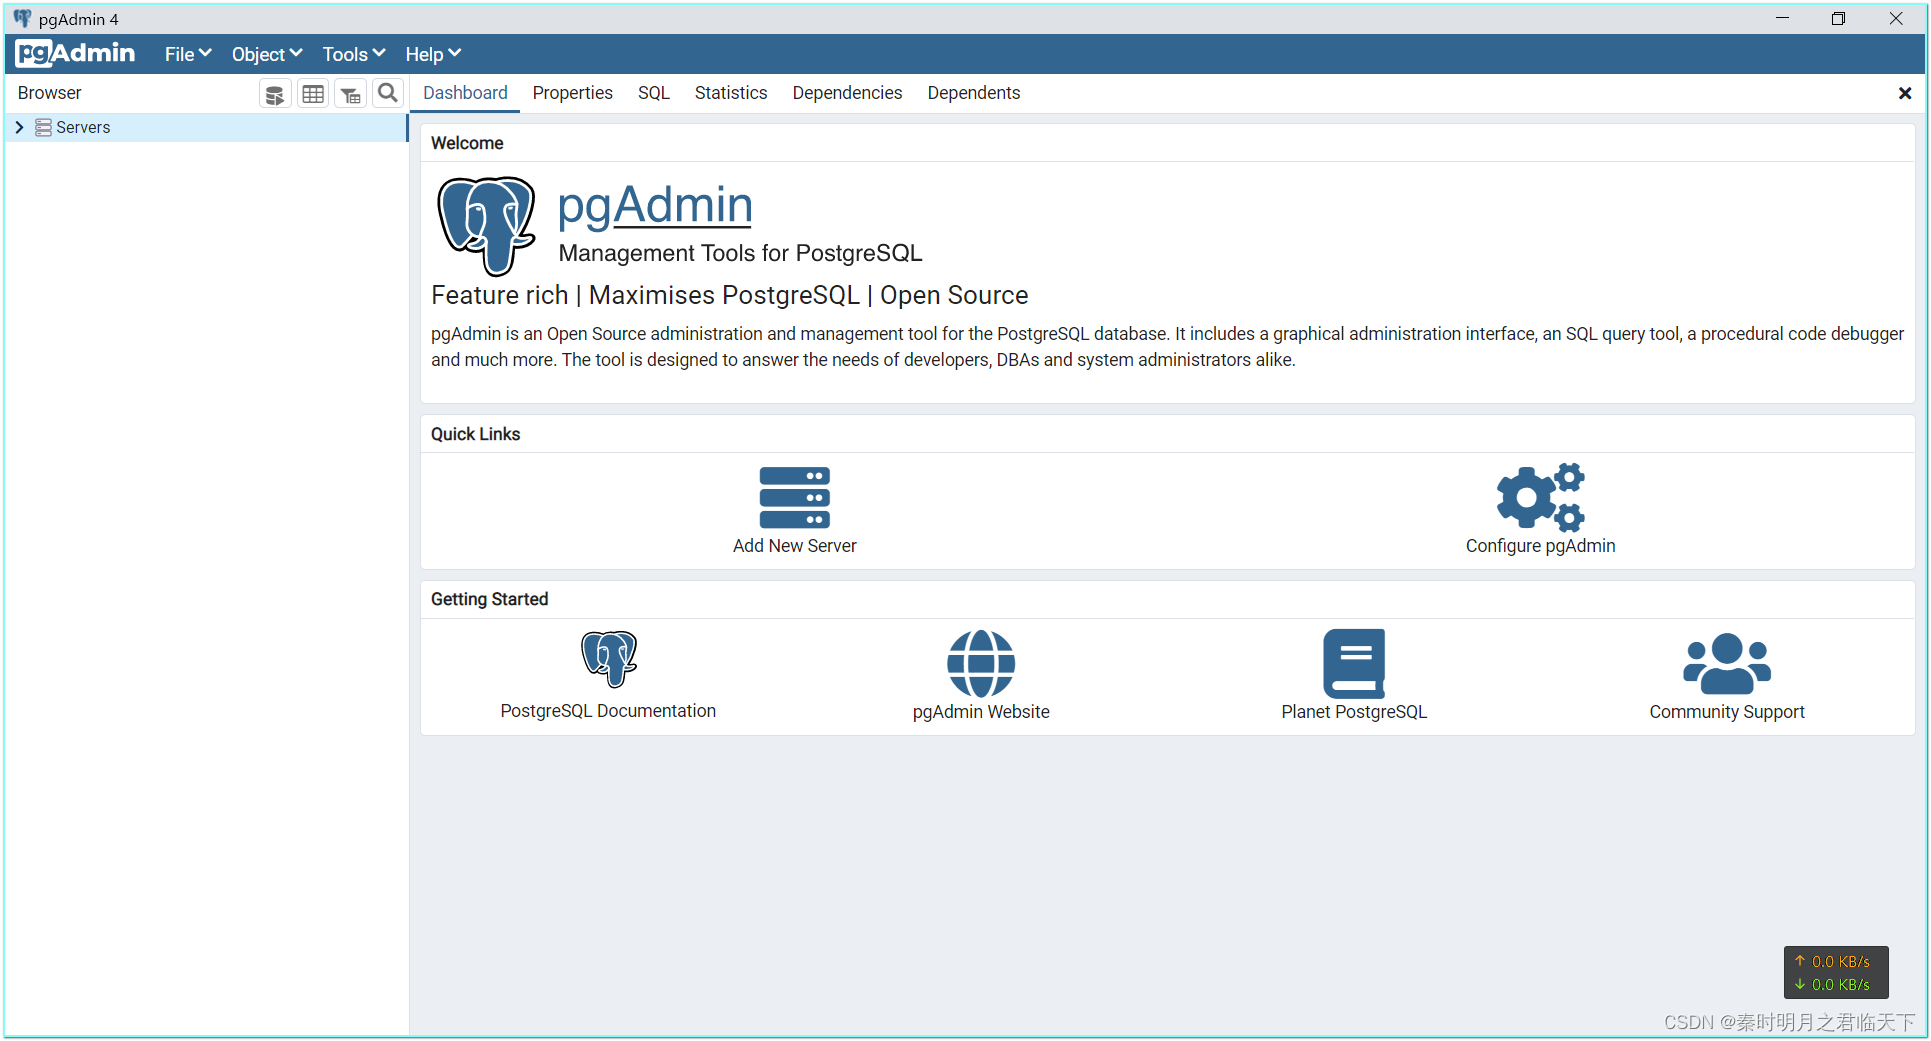 pgAdmin 4
pgAdmin File Object Tools Help
Browser Dashboard Properties SQL Statistics Dependencies Dependents
Servers
Welcome
pgAdmin
Management Tools for PostgreSQL
Feature rich | Maximises PostgreSQL | Open Source
pgAdmin is an Open Source administration and management tool for the PostgreSQL database. It includes a graphical administration interface, an SQL query tool, a procedural code debugger
and much more. The tool is designed to answer the needs of developers, DBAs and system administrators alike.
Quick Links
Add New Server Configure pgAdmin
Getting Started
PostgreSQL Documentation pgAdmin Website Planet PostgreSQL Community Support
↑ 0.0 KB/s
↓ 0.0 KB/s
CSDN @秦时明月之君临天下